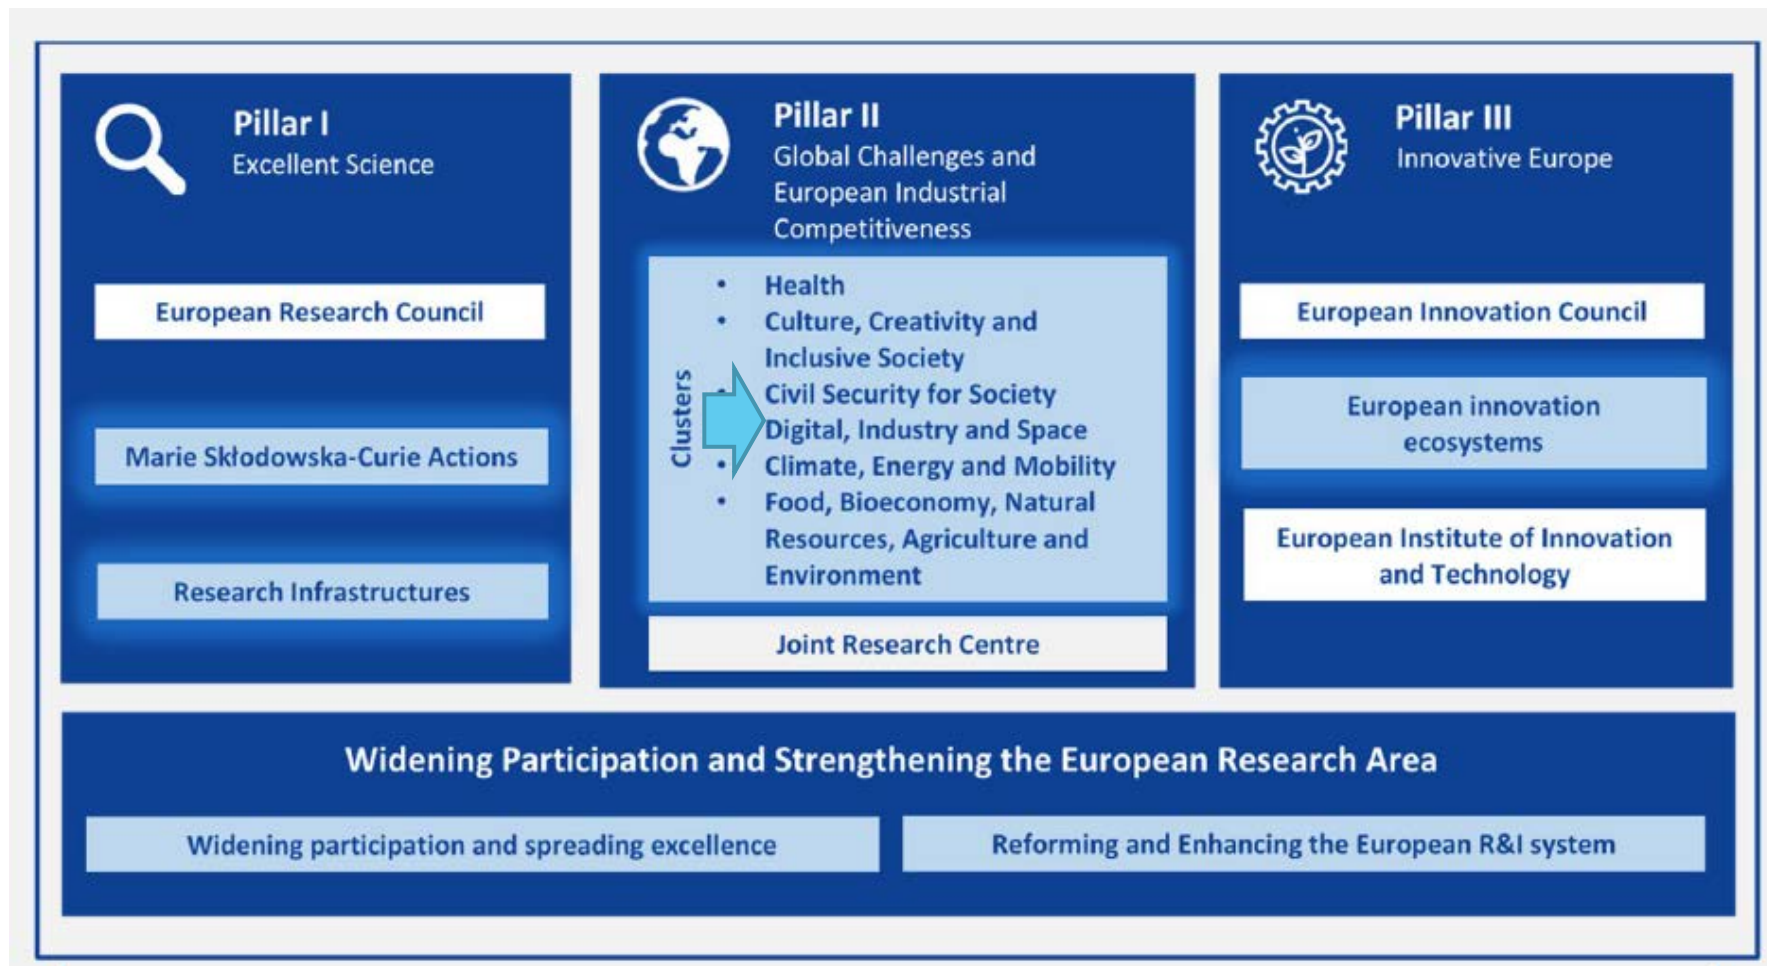 Pillar I
Excellent Science
European Research Council
Marie Skłodowska-Curie Actions
Research Infrastructures
Pillar II
Global Challenges and
European Industrial
Competitiveness
Clusters
• Health
• Culture, Creativity and
Inclusive Society
• Civil Security for Society
Digital, Industry and Space
• Climate, Energy and Mobility
• Food, Bioeconomy, Natural
Resources, Agriculture and
Environment
Joint Research Centre
Pillar III
Innovative Europe
European Innovation Council
European innovation
ecosystems
European Institute of Innovation
and Technology
Widening Participation and Strengthening the European Research Area
Widening participation and spreading excellence
Reforming and Enhancing the European R&I system